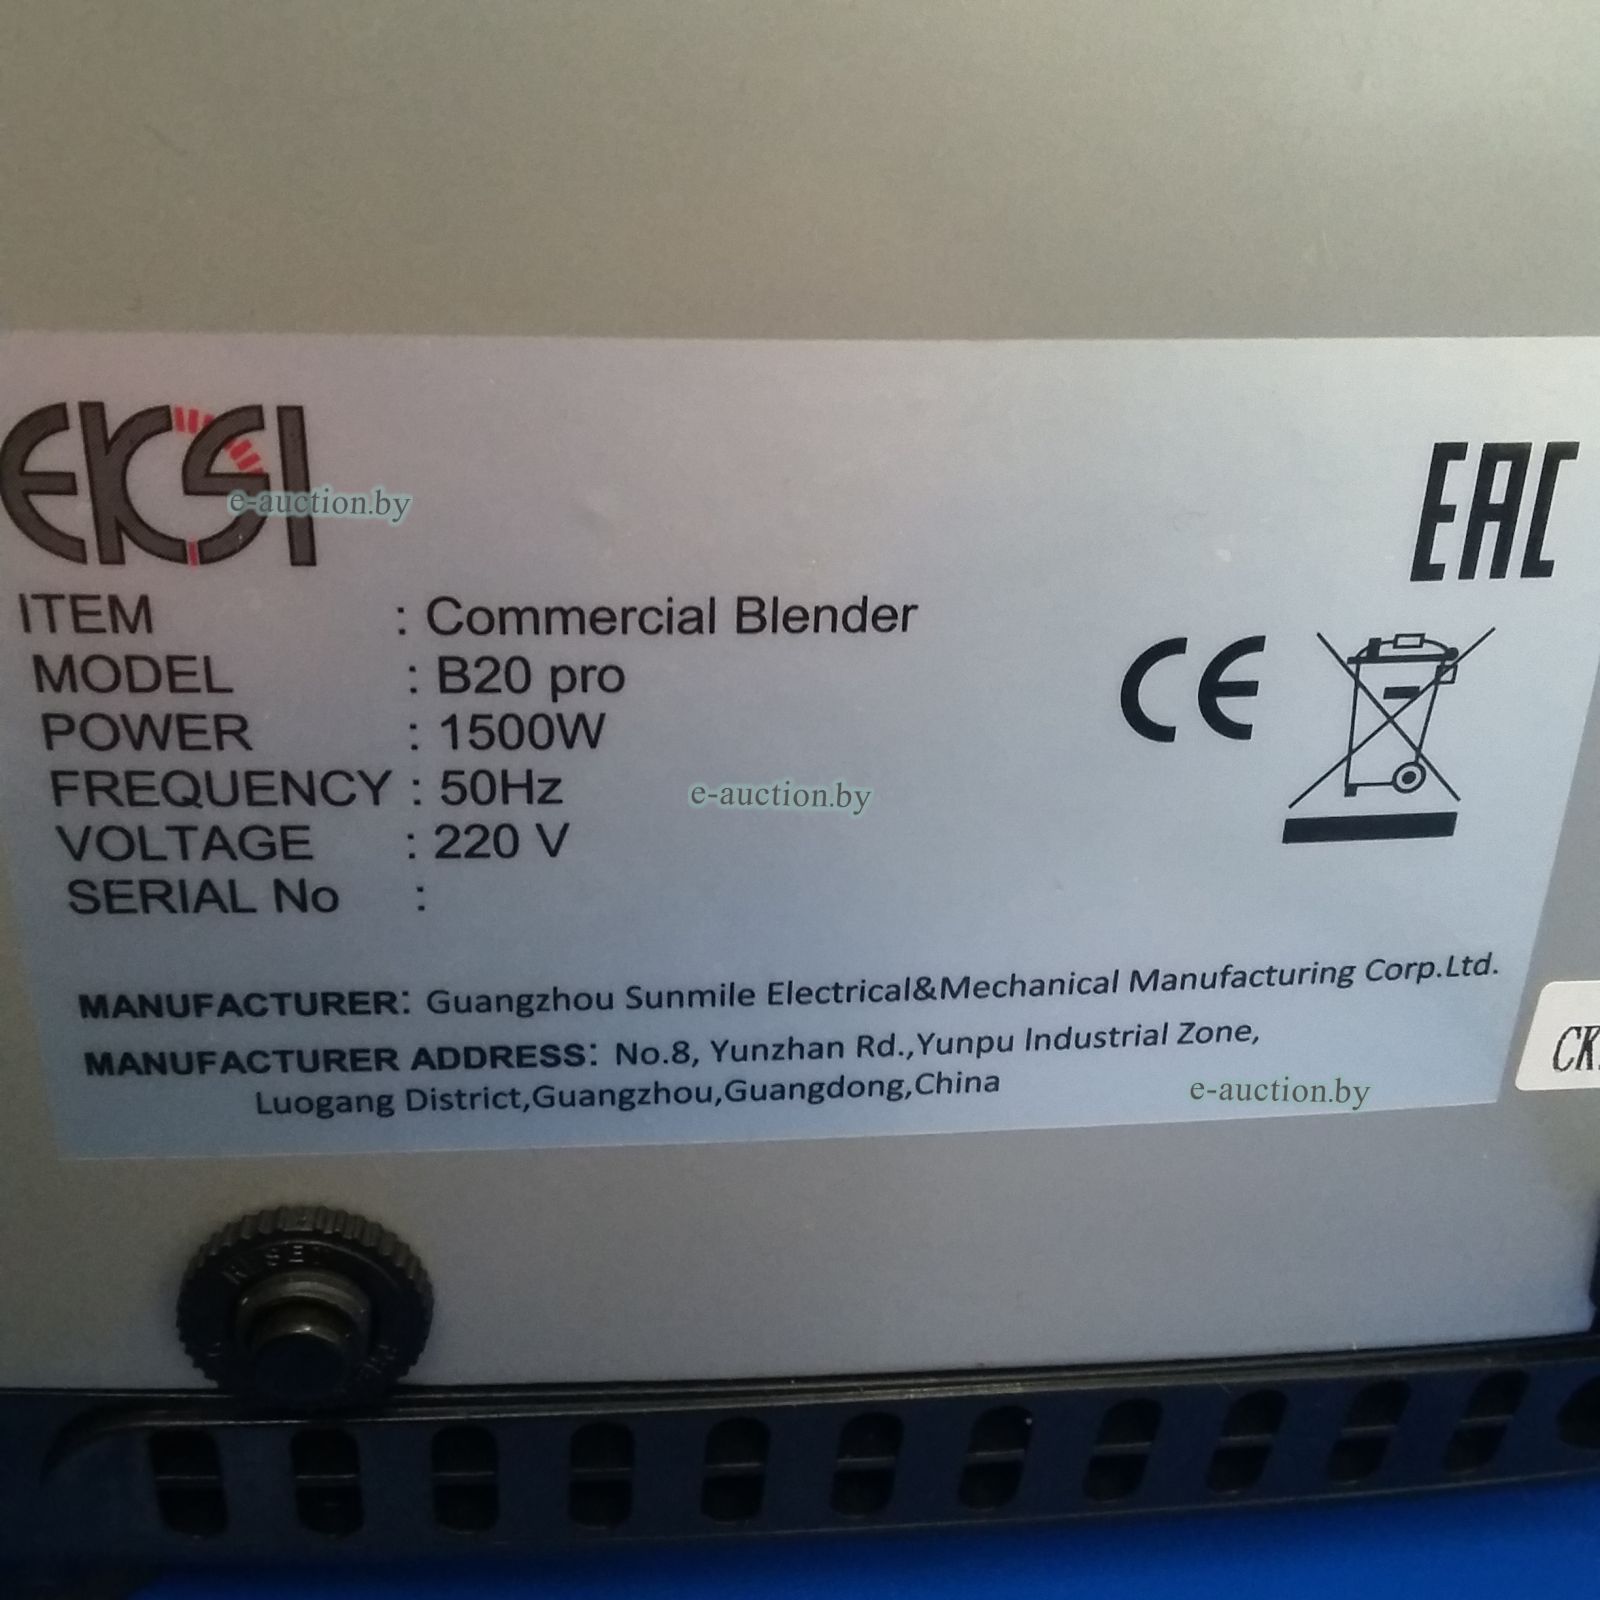 EKSI
e-auction.by
EAC
ITEM : Commercial Blender
MODEL : B20 pro
CE
POWER : 1500W
FREQUENCY : 50Hz
e-auction.by
VOLTAGE : 220 V
SERIAL No :
MANUFACTURER: Guangzhou Sunmile Electrical&Mechanical Manufacturing Corp.Ltd.
MANUFACTURER ADDRESS: No.8, Yunzhan Rd.,Yunpu Industrial Zone,
Luogang District,Guangzhou,Guangdong,China
e-auction.by